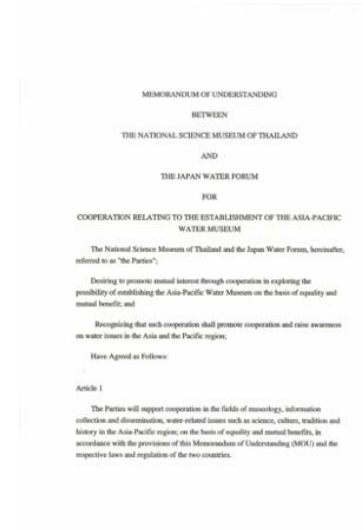 MEMORANDUM OF UNDERSTANDING
BETWEEN
THE NATIONAL SCIENCE MUSEUM OF THAILAND
AND
THE JAPAN WATER FORUM
FOR
COOPERATION RELATING TO THE ESTABLISHMENT OF THE ASIA-PACIFIC
WATER MUSEUM
The National Science Museum of Thailand and the Japan Water Forum, hereinafter,
referred to as "the Parties";
Desiring to promote mutual interest through cooperation in exploring the
possibility of establishing the Asia-Pacific Water Museum on the basis of equality and
mutual benefit; and
Recognizing that such cooperation shall promote cooperation and raise awareness
on water issues in the Asia and the Pacific region;
Have Agreed as Follows:
Article 1
The Parties will support cooperation in the fields of museology, information
collection and dissemination, water-related issues such as science, culture, tradition and
history in the Asia-Pacific region; on the basis of equality and mutual benefits, in
accordance with the provisions of this Memorandum of Understanding (MOU) and the
respective laws and regulation of the two countries.